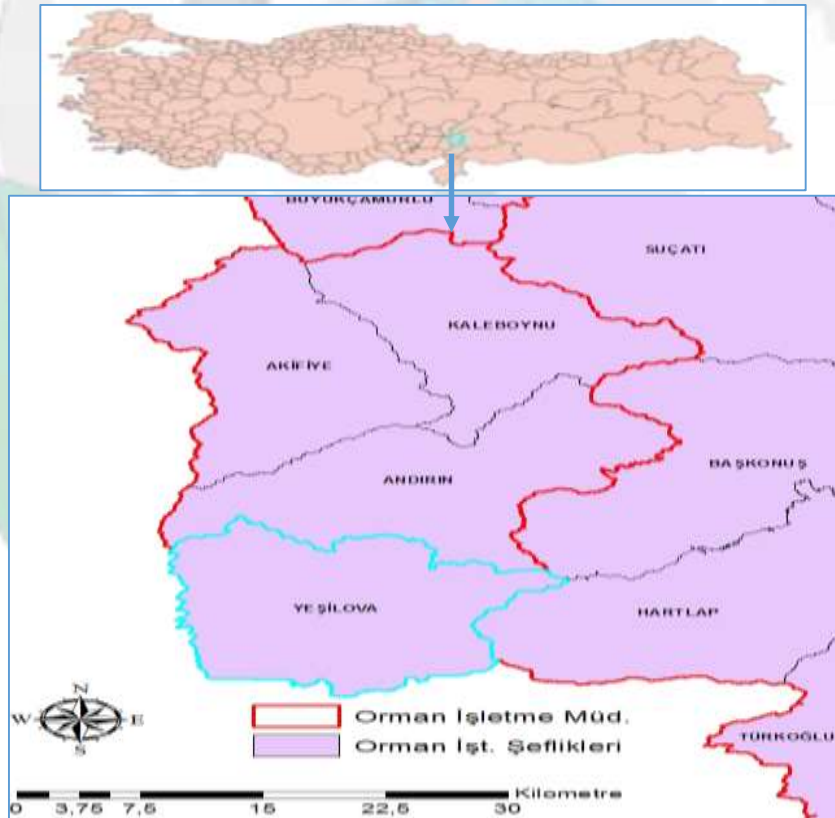 BÜYÜKÇAMURLU
SUÇATI
KALEBOYNU
AKİFİYE
BAŞKONUŞ
ANDIRIN
YEŞİLOVA
HARTLAP
TÜRKOĞLU
N
W E
S
Orman İşletme Müd.
Orman İşt. Şeflikleri
Kilometre
0 3,75 7,5 15 22,5 30